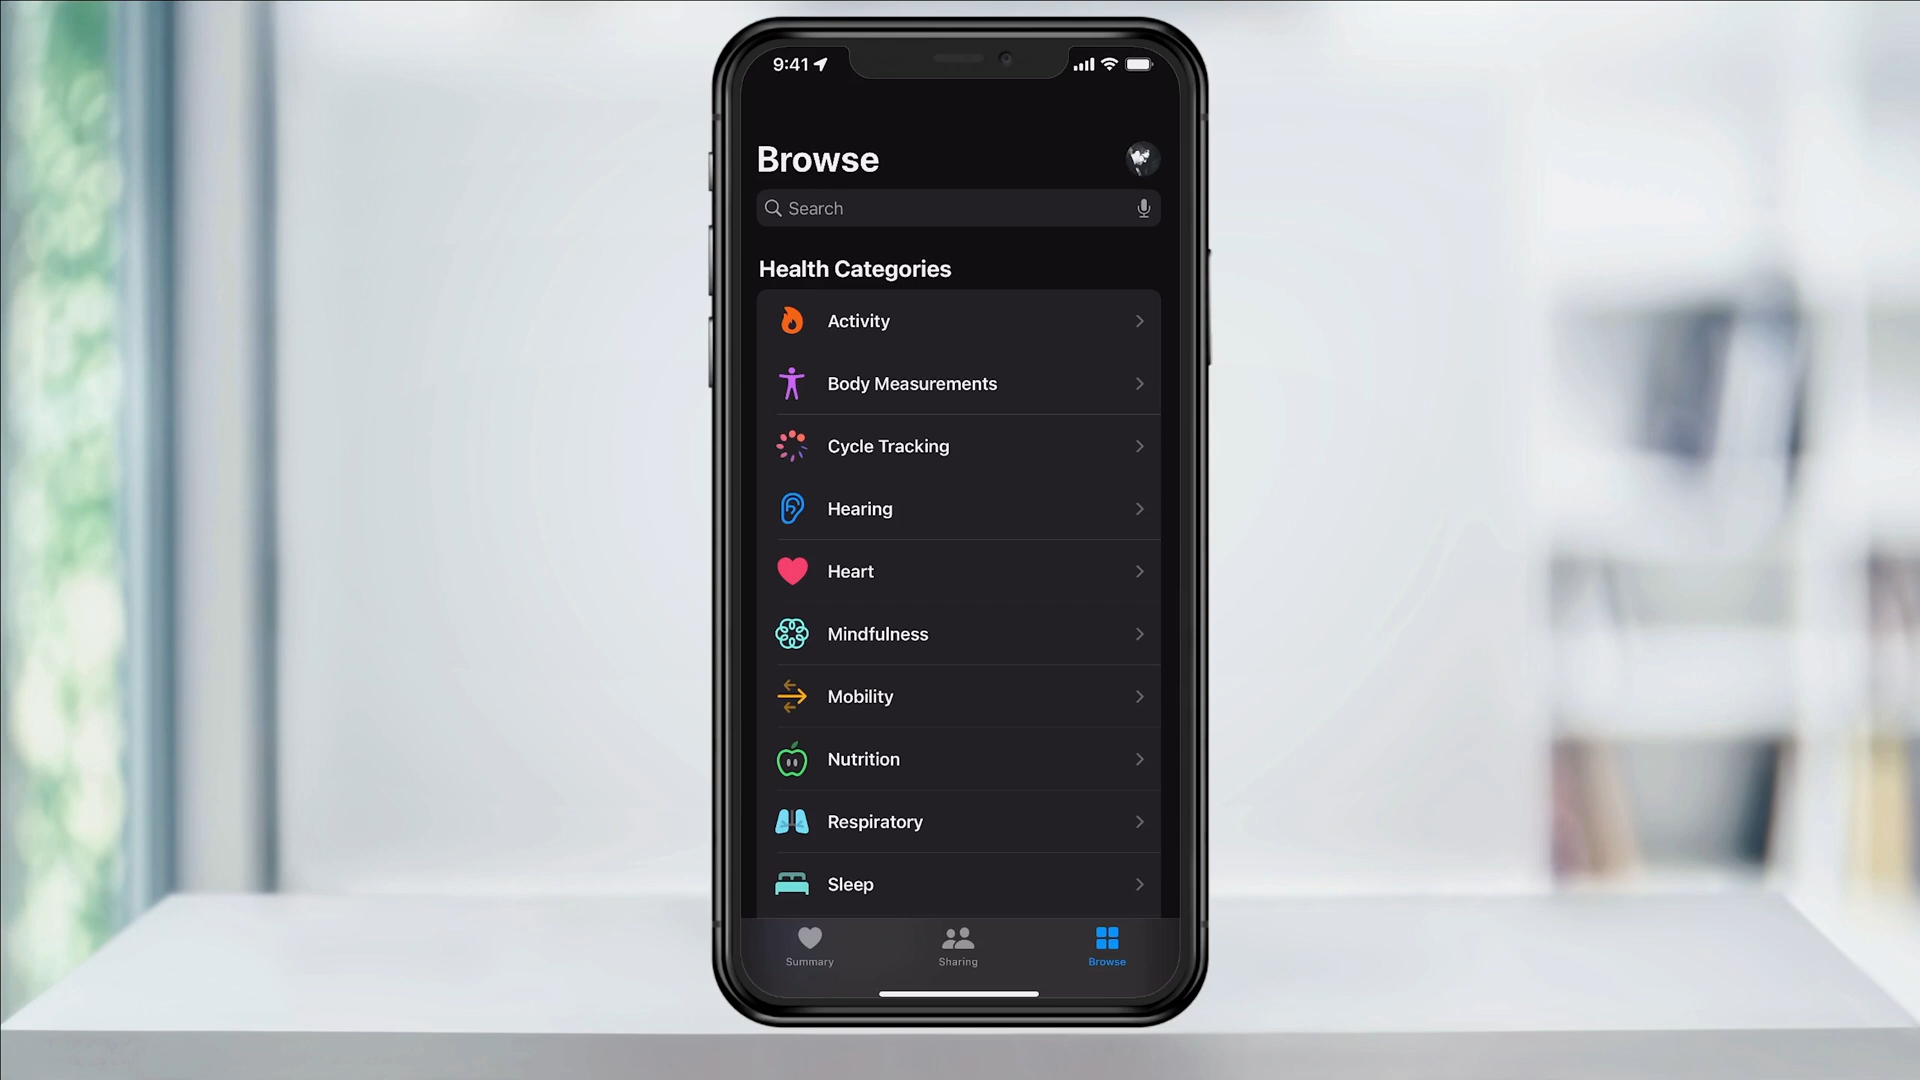 9:41
Browse
Search
Health Categories
Activity
Body Measurements
Cycle Tracking
Hearing
Heart
Mindfulness
Mobility
Nutrition
Respiratory
Sleep
Summary
Sharing
Browse